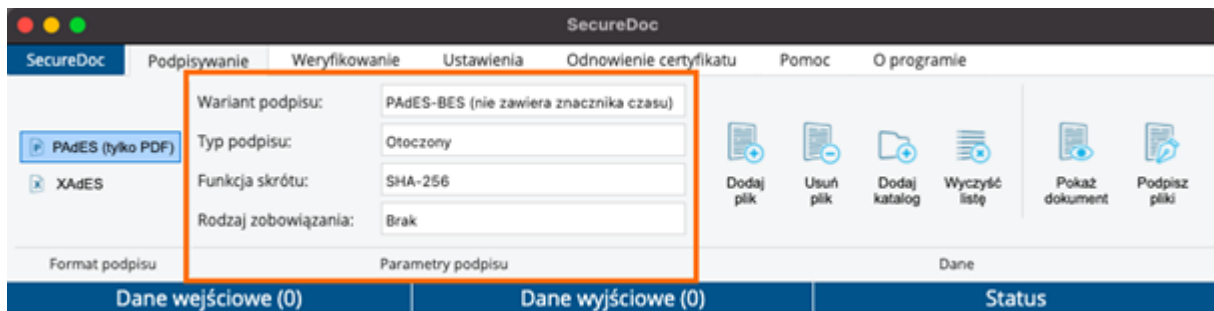 SecureDoc
SecureDoc Podpisywanie Weryfikowanie Ustawienia Odnowienie certyfikatu Pomoc O programie
PAdES (tylko PDF)
XAdES
Format podpisu
Wariant podpisu: PAdES-BES (nie zawiera znacznika czasu)
Typ podpisu: Otoczony
Funkcja skrótu: SHA-256
Rodzaj zobowiązania: Brak
Parametry podpisu
Dodaj plik
Usuń plik
Dodaj katalog
Wyczyść listę
Pokaż dokument
Podpisz pliki
Dane
Dane wejściowe (0) Dane wyjściowe (0) Status